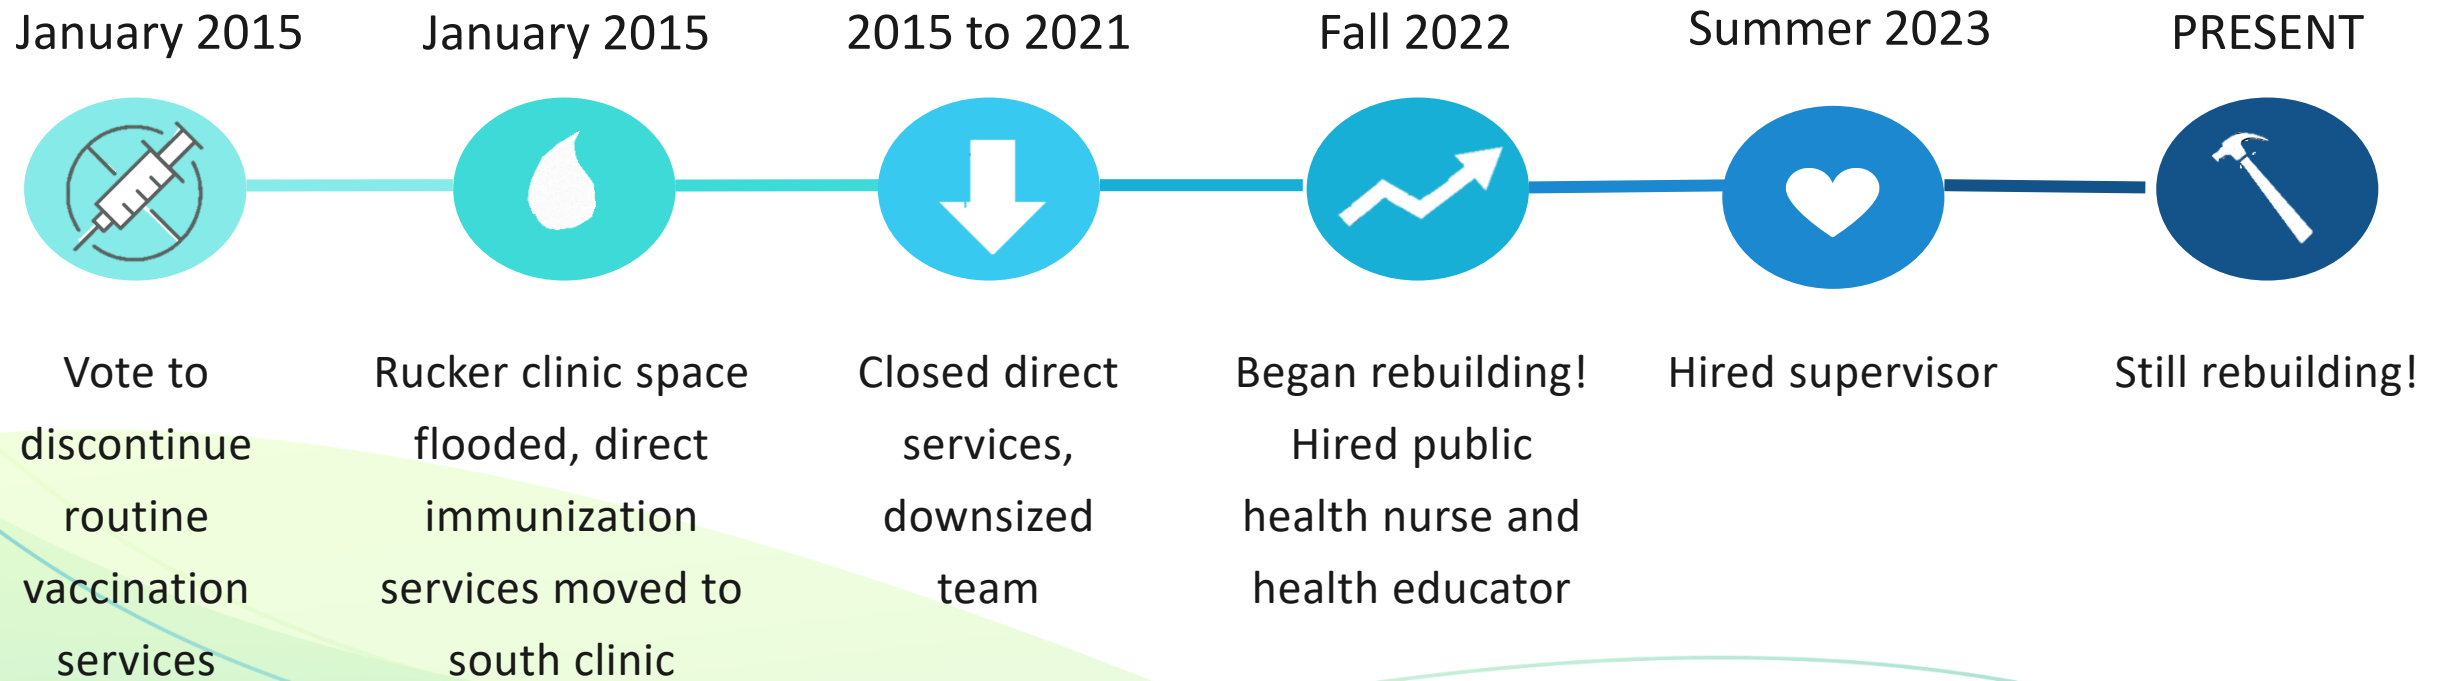 January 2015
Vote to
discontinue
routine
vaccination
services
January 2015
Rucker clinic space
flooded, direct
immunization
services moved to
south clinic
2015 to 2021
Closed direct
services,
downsized
team
Fall 2022
Began rebuilding!
Hired public
health nurse and
health educator
Summer 2023
Hired supervisor
PRESENT
Still rebuilding!